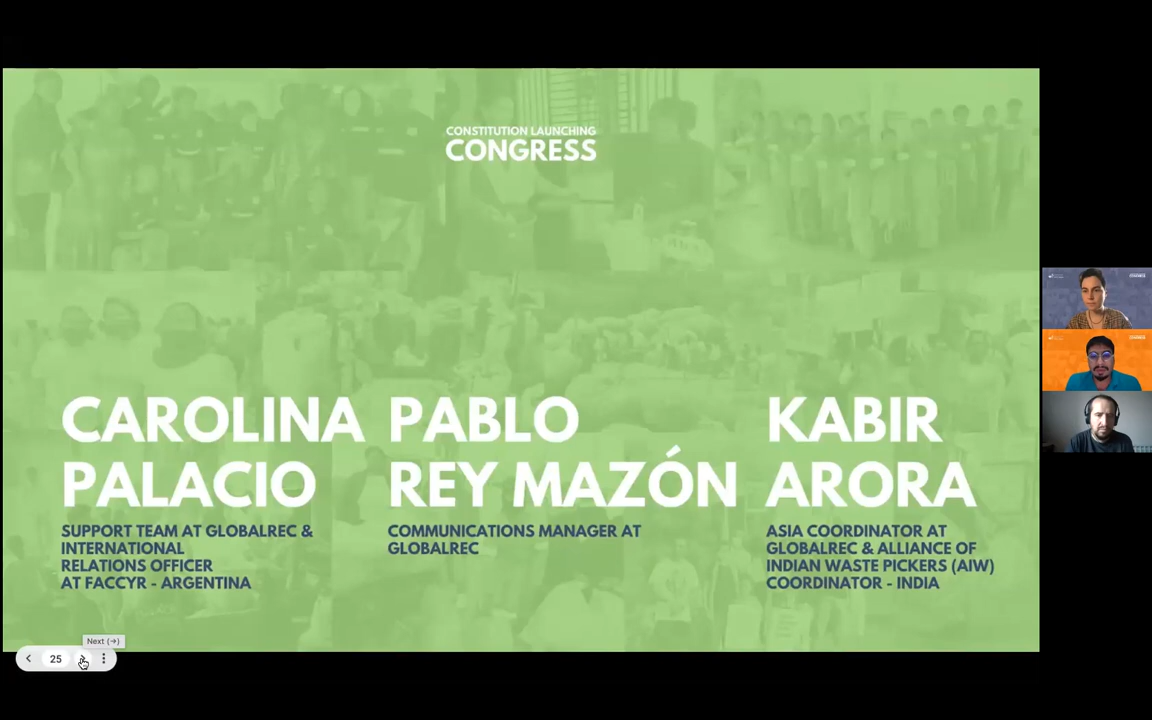 CONSTITUTION LAUNCHING
CONGRESS
CAROLINA
PALACIO
SUPPORT TEAM AT GLOBALREC &
INTERNATIONAL
RELATIONS OFFICER
AT FACCYR - ARGENTINA
PABLO
REY MAZÓN
COMMUNICATIONS MANAGER AT
GLOBALREC
KABIR
ARORA
ASIA COORDINATOR AT
GLOBALREC & ALLIANCE OF
INDIAN WASTE PICKERS (AIW)
COORDINATOR - INDIA
Next (→)
25